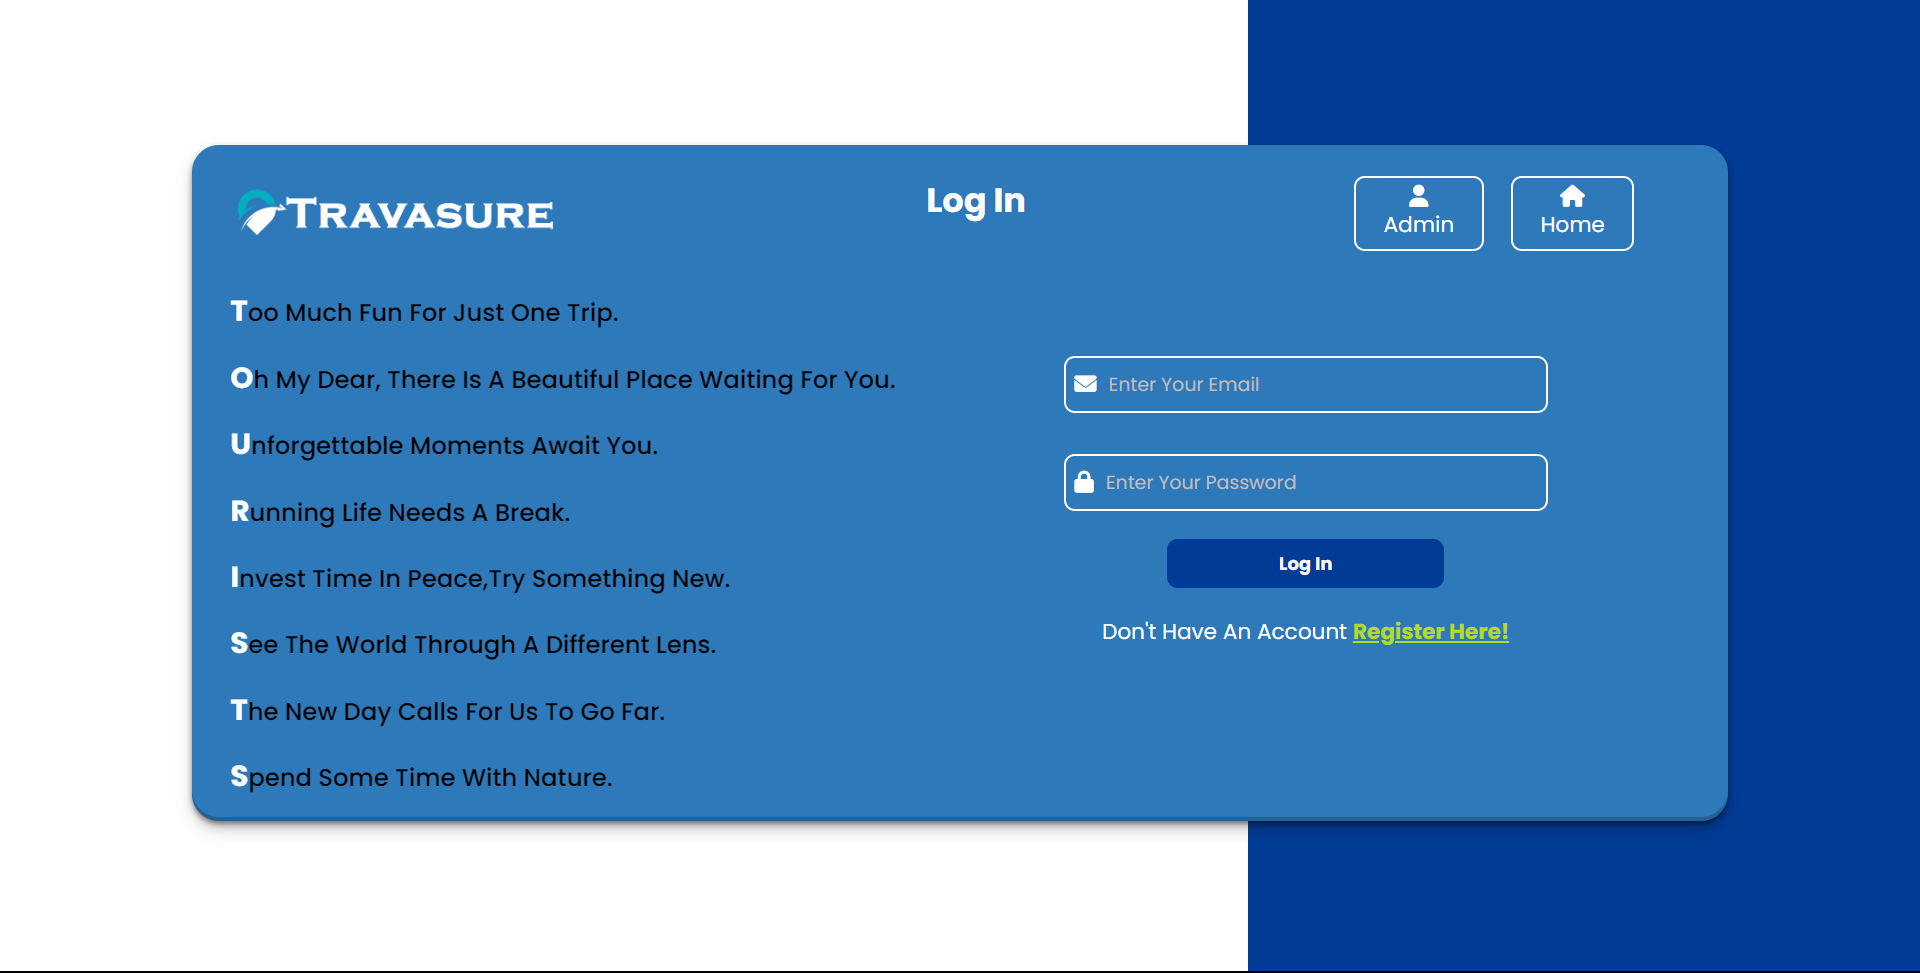 TRAVASURE
Log In
Admin
Home
Too Much Fun For Just One Trip.
Oh My Dear, There Is A Beautiful Place Waiting For You.
Unforgettable Moments Await You.
Running Life Needs A Break.
Invest Time In Peace,Try Something New.
See The World Through A Different Lens.
The New Day Calls For Us To Go Far.
Spend Some Time With Nature.
Enter Your Email
Enter Your Password
Log In
Don't Have An Account Register Here!